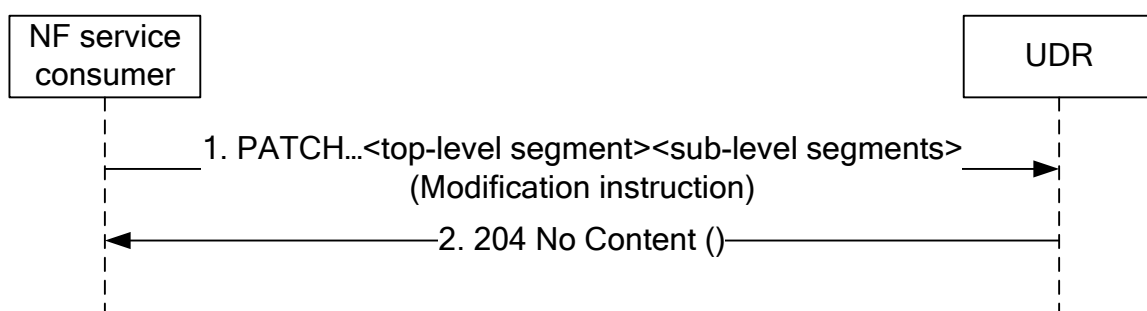 NF service
consumer
UDR
1. PATCH…<top-level segment><sub-level segments>
(Modification instruction)
2. 204 No Content ()